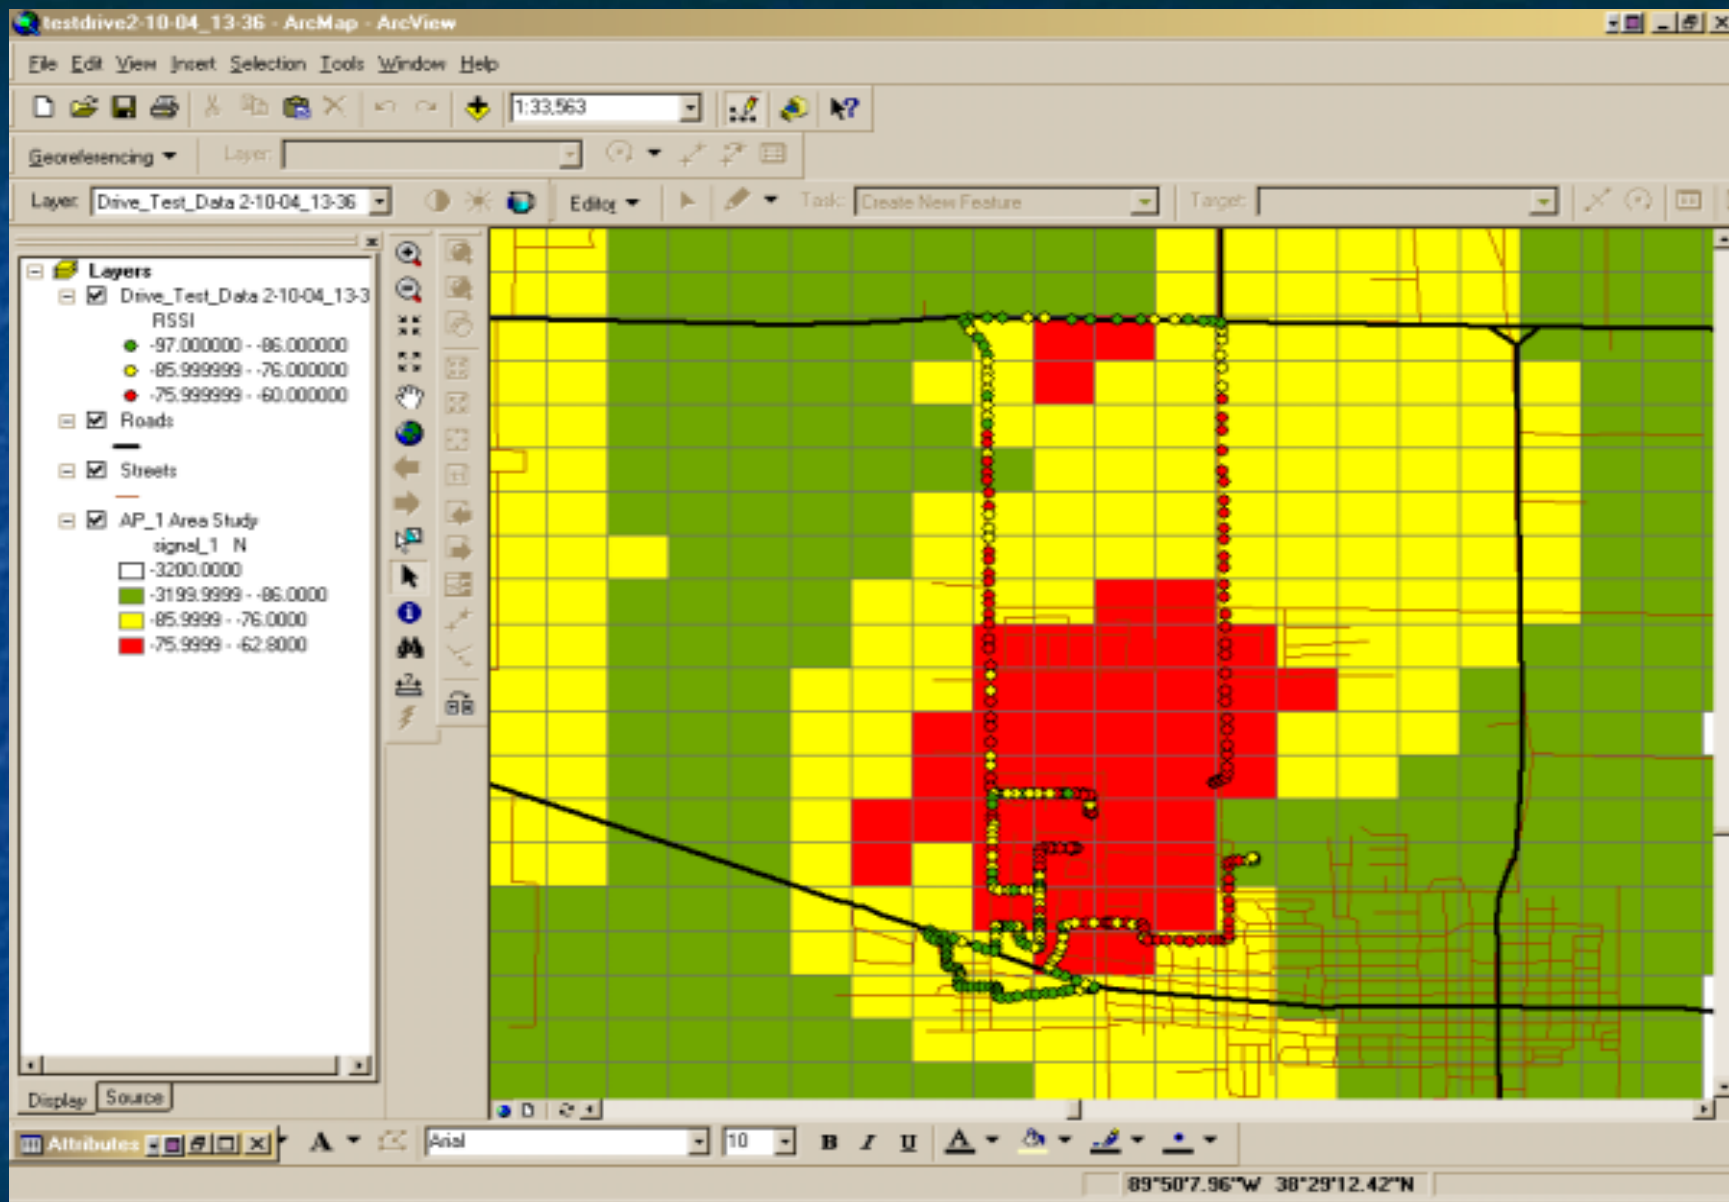 testdrive2-10-04_13-36 - ArcMap - ArcView
File Edit View Insert Selection Tools Window Help
1:33,563
Georeferencing Layer:
Layer: Drive_Test_Data 2-10-04_13-36 Editor Task: Create New Feature Target:
Layers
Drive_Test_Data 2-10-04_13-3
RSSI
-97.000000 - -86.000000
-85.999999 - -76.000000
-75.999999 - -60.000000
Roads
Streets
AP_1 Area Study
signal_1 N
-3200.0000
-3199.9999 - -86.0000
-85.9999 - -76.0000
-75.9999 - -62.8000
Display Source
Attributes A Arial 10 B I U A
89°50'7.96"W 38°29'12.42"N